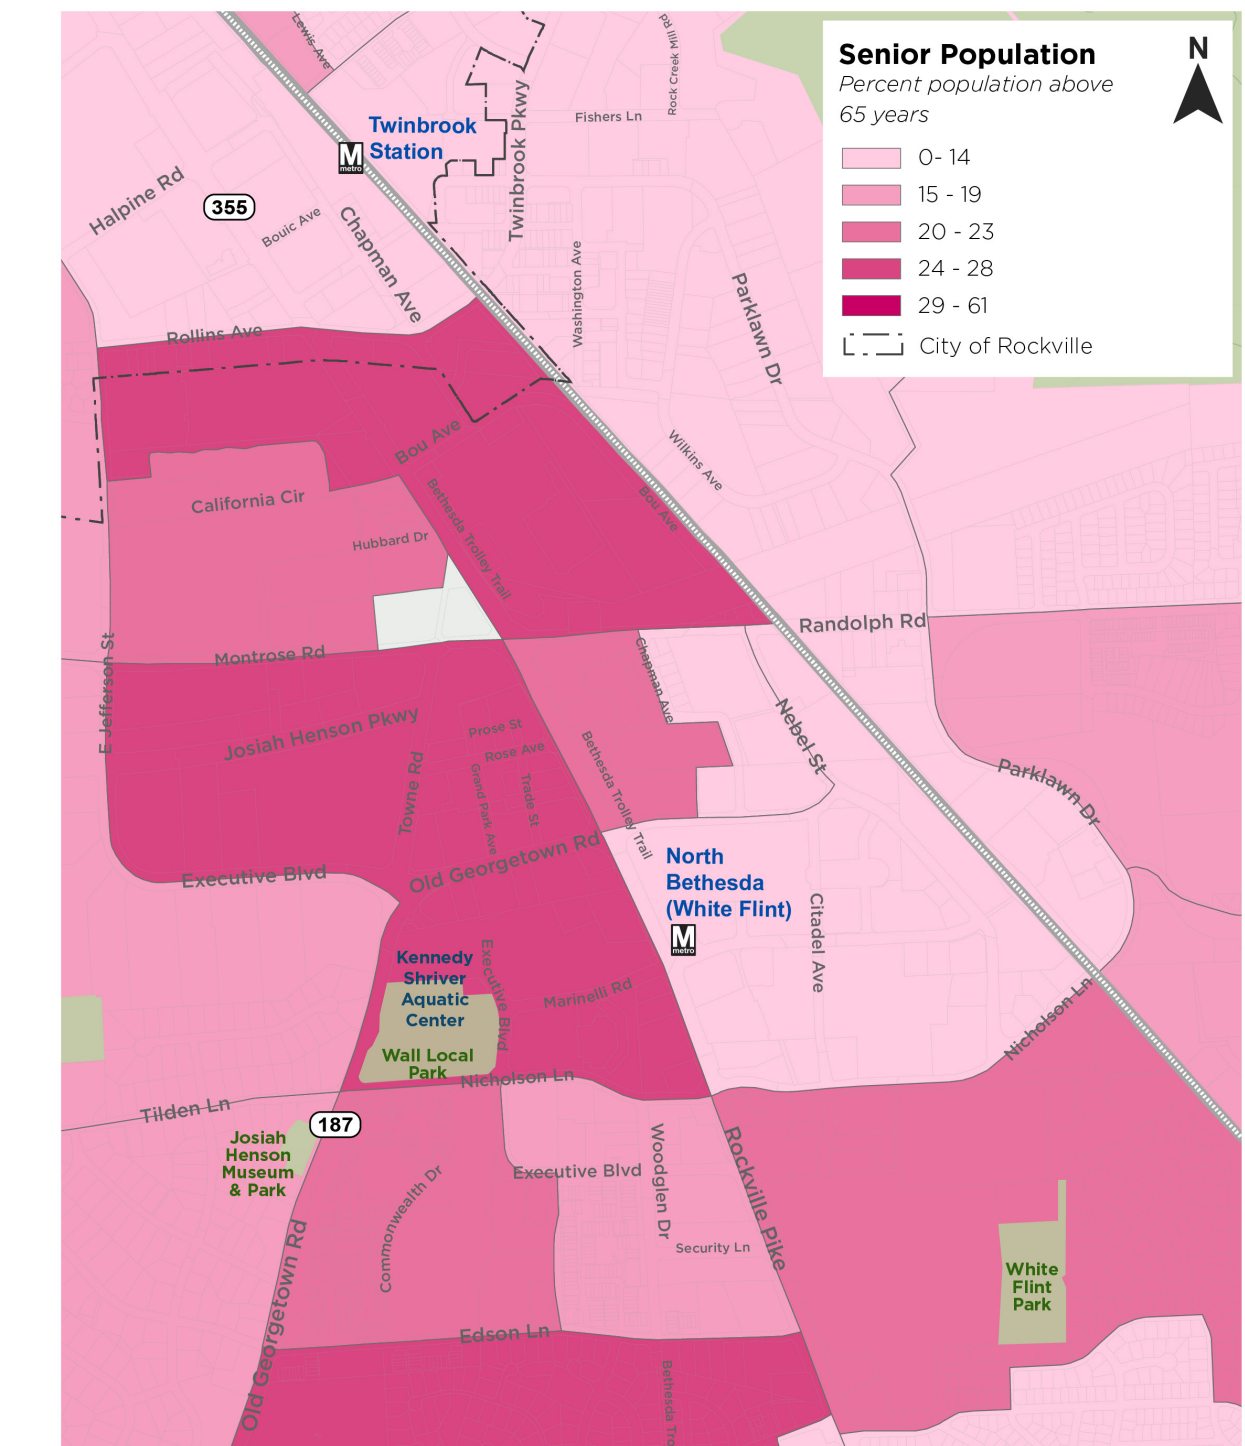 Senior Population
Percent population above
65 years
0- 14
15 - 19
20 - 23
24 - 28
29 - 61
City of Rockville
N
Lewis Ave
Rock Creek Mill Rd
Fishers Ln
Twinbrook Pkwy
Twinbrook
Station
M
metro
Halpine Rd
355
Bouic Ave
Chapman Ave
Washington Ave
Parklawn Dr
Rollins Ave
Bou Ave
Wilkins Ave
Bou Ave
California Cir
Bethesda Trolley Trail
Hubbard Dr
Randolph Rd
E Jefferson St
Montrose Rd
Chapman Ave
Nebel St
Josiah Henson Pkwy
Prose St
Rose Ave
Towne Rd
Grand Park Ave
Trade St
Bethesda Trolley Trail
Parklawn Dr
Old Georgetown Rd
Executive Blvd
North
Bethesda
(White Flint)
M
metro
Citadel Ave
Kennedy
Shriver
Aquatic
Center
Executive Blvd
Marinelli Rd
Nicholson Ln
Wall Local
Park
Nicholson Ln
Tilden Ln
187
Josiah
Henson
Museum
& Park
Commonwealth Dr
Executive Blvd
Woodglen Dr
Rockville Pike
Security Ln
White
Flint
Park
Old Georgetown Rd
Edson Ln
Bethesda Tro